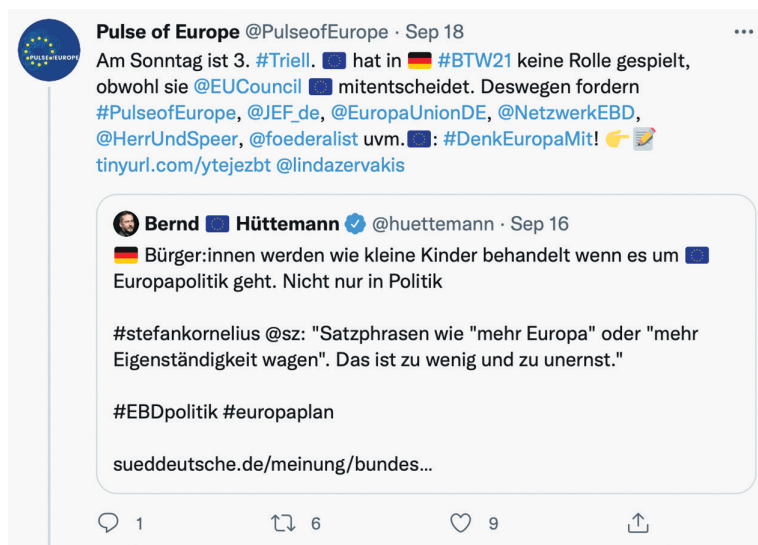 Pulse of Europe @PulseofEurope · Sep 18
Am Sonntag ist 3. #Triell. 🇪🇺 hat in 🇩🇪 #BTW21 keine Rolle gespielt,
obwohl sie @EUCouncil 🇪🇺 mitentscheidet. Deswegen fordern
#PulseofEurope, @JEF_de, @EuropaUnionDE, @NetzwerkEBD,
@HerrUndSpeer, @foederalist uvm.🇪🇺: #DenkEuropaMit! 👉📝
tinyurl.com/ytejezbt @lindazervakis
Bernd 🇪🇺 Hüttemann @huettemann · Sep 16
🇩🇪 Bürger:innen werden wie kleine Kinder behandelt wenn es um 🇪🇺
Europapolitik geht. Nicht nur in Politik
#stefankornelius @sz: "Satzphrasen wie "mehr Europa" oder "mehr
Eigenständigkeit wagen". Das ist zu wenig und zu unernst."
#EBDpolitik #europaplan
sueddeutsche.de/meinung/bundes...
1 6 9